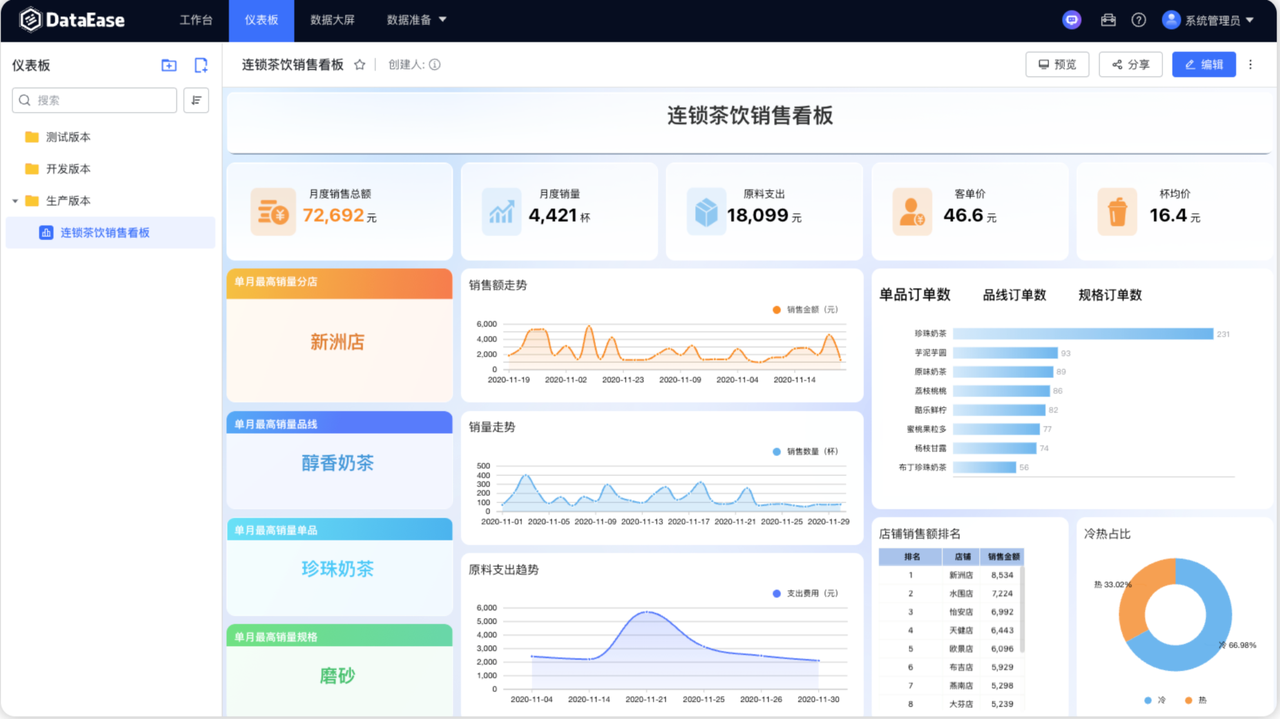 DataEase
工作台
仪表板
数据大屏
数据准备
系统管理员
仪表板
搜索
测试版本
开发版本
生产版本
连锁茶饮销售看板
连锁茶饮销售看板
创建人:
预览
分享
编辑
连锁茶饮销售看板
月度销售总额
72,692 元
月度销量
4,421 杯
原料支出
18,099 元
客单价
46.6 元
杯均价
16.4 元
单月最高销量分店
新洲店
单月最高销量品线
醇香奶茶
单月最高销量单品
珍珠奶茶
单月最高销量规格
磨砂
销售额走势
销售金额（元）
6,000
4,000
2,000
0
2020-11-19 2020-11-02 2020-11-23 2020-11-09 2020-11-04 2020-11-14
销量走势
销售数量（杯）
500
400
300
200
100
0
2020-11-01 2020-11-05 2020-11-09 2020-11-13 2020-11-17 2020-11-21 2020-11-25 2020-11-29
原料支出趋势
支出费用（元）
6,000
5,000
4,000
3,000
2,000
1,000
0
2020-11-04 2020-11-14 2020-11-21 2020-11-25 2020-11-26 2020-11-30
单品订单数 品线订单数 规格订单数
珍珠奶茶 231
芋泥芋圆 93
原味奶茶 89
荔枝桃桃 86
酷乐鲜柠 82
蜜桃果粒多 77
杨枝甘露 74
布丁珍珠奶茶 56
店铺销售额排名
排名 店铺 销售金额
1 新洲店 8,534
2 水围店 7,224
3 怡安店 6,992
4 天健店 6,443
5 欧景店 6,096
6 布吉店 5,929
7 燕南店 5,298
8 大芬店 5,239
冷热占比
热 33.02%
冷 66.98%
冷 热